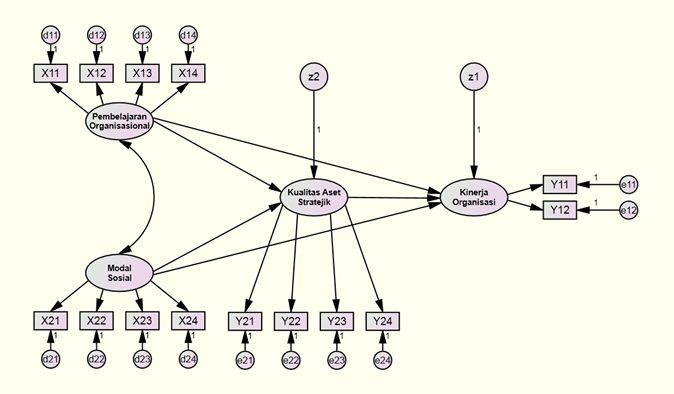 d11 d12 d13 d14
1 1 1 1
X11 X12 X13 X14
z2 z1
Pembelajaran
Organisasional
1 1
Kualitas Aset
Stratejik
Kinerja
Organisasi
Y11 1 e11
Y12 1 e12
Modal
Sosial
X21 X22 X23 X24
Y21 Y22 Y23 Y24
1 1 1 1 1 1 1 1
d21 d22 d23 d24
e21 e22 e23 e24